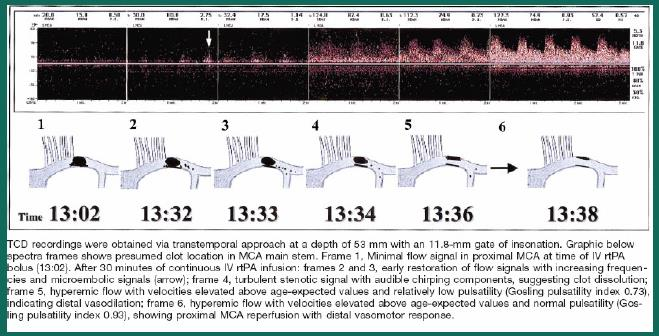 1 2 3 4 5 6
Time 13:02 13:32 13:33 13:34 13:36 13:38
TCD recordings were obtained via transtemporal approach at a depth of 53 mm with an 11.8-mm gate of insonation. Graphic below
spectra frames shows presumed clot location in MCA main stem. Frame 1, Minimal flow signal in proximal MCA at time of IV rtPA
bolus (13:02). After 30 minutes of continuous IV rtPA infusion: frames 2 and 3, early restoration of flow signals with increasing frequen-
cies and microembolic signals (arrow); frame 4, turbulent stenotic signal with audible chirping components, suggesting clot dissolution;
frame 5, hyperemic flow with velocities elevated above age-expected values and relatively low pulsatility (Gosling pulsatility index 0.73),
indicating distal vasodilation; frame 6, hyperemic flow with velocities elevated above age-expected values and normal pulsatility (Gos-
ling pulsatility index 0.93), showing proximal MCA reperfusion with distal vasomotor response.